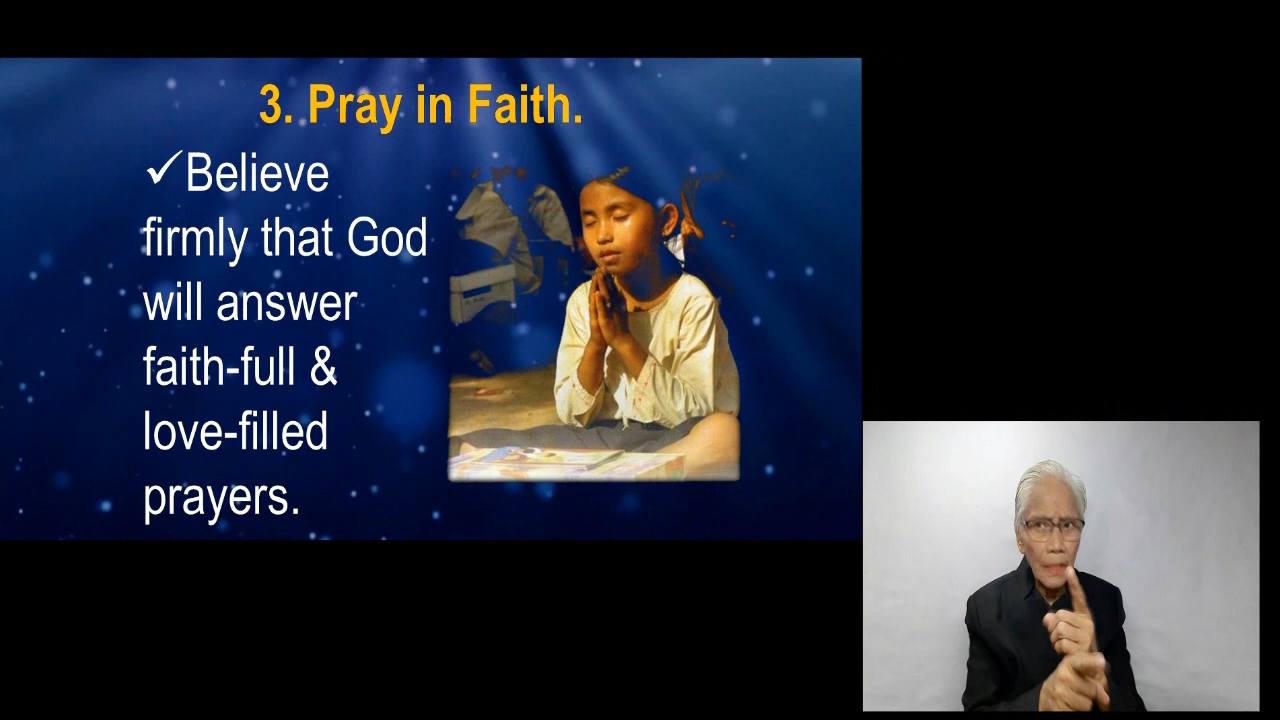 3. Pray in Faith.
✓Believe
firmly that God
will answer
faith-full &
love-filled
prayers.